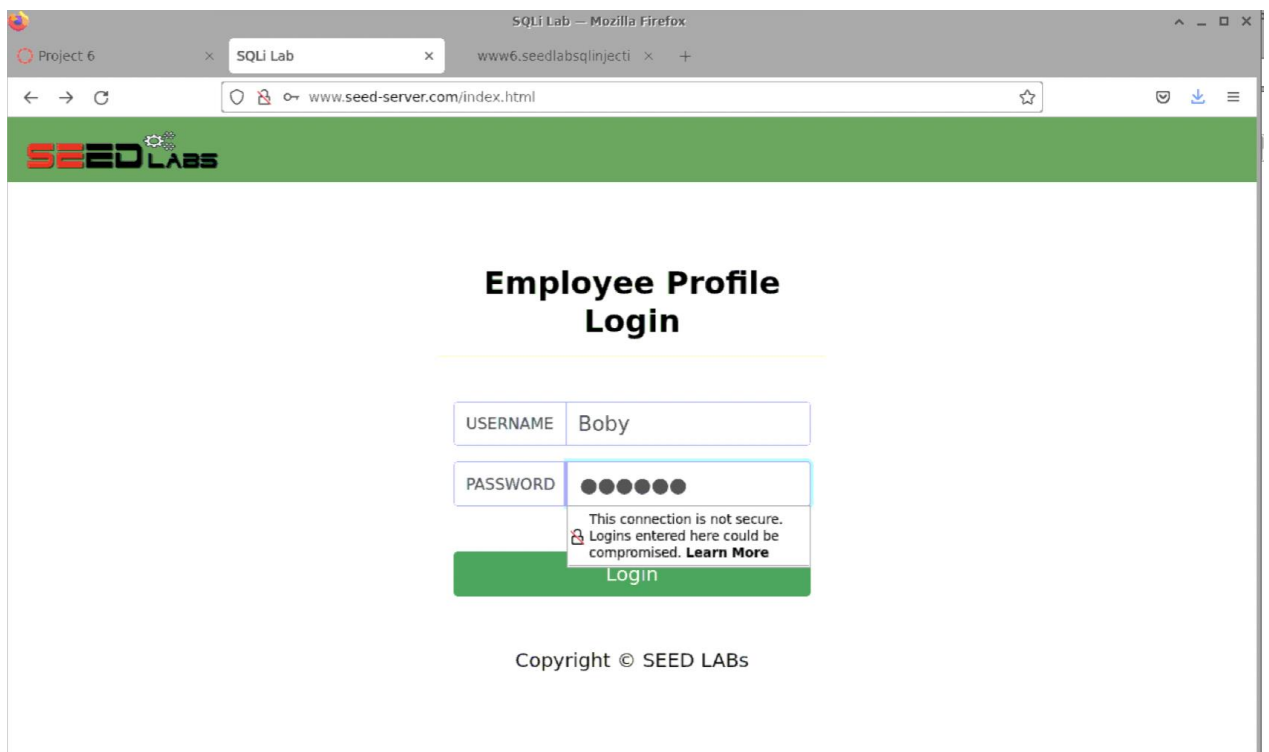 SQLi Lab — Mozilla Firefox
Project 6
SQLi Lab
www6.seedlabsqlinjecti
www.seed-server.com/index.html
SEED LABS
Employee Profile
Login
USERNAME Boby
PASSWORD ●●●●●●
This connection is not secure.
Logins entered here could be
compromised. Learn More
Login
Copyright © SEED LABs